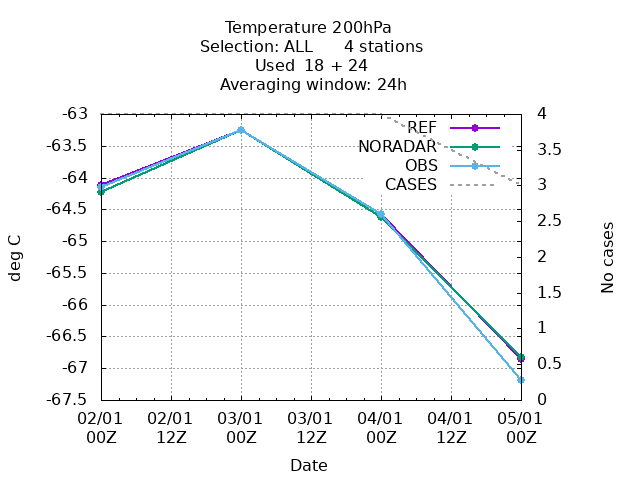 Temperature 200hPa
Selection: ALL 4 stations
Used 18 + 24
Averaging window: 24h
-63
-63.5
-64
-64.5
-65
-65.5
-66
-66.5
-67
-67.5
deg C
REF
NORADAR
OBS
CASES
4
3.5
3
2.5
2
1.5
1
0.5
0
No cases
02/01 02/01 03/01 03/01 04/01 04/01 05/01
00Z 12Z 00Z 12Z 00Z 12Z 00Z
Date